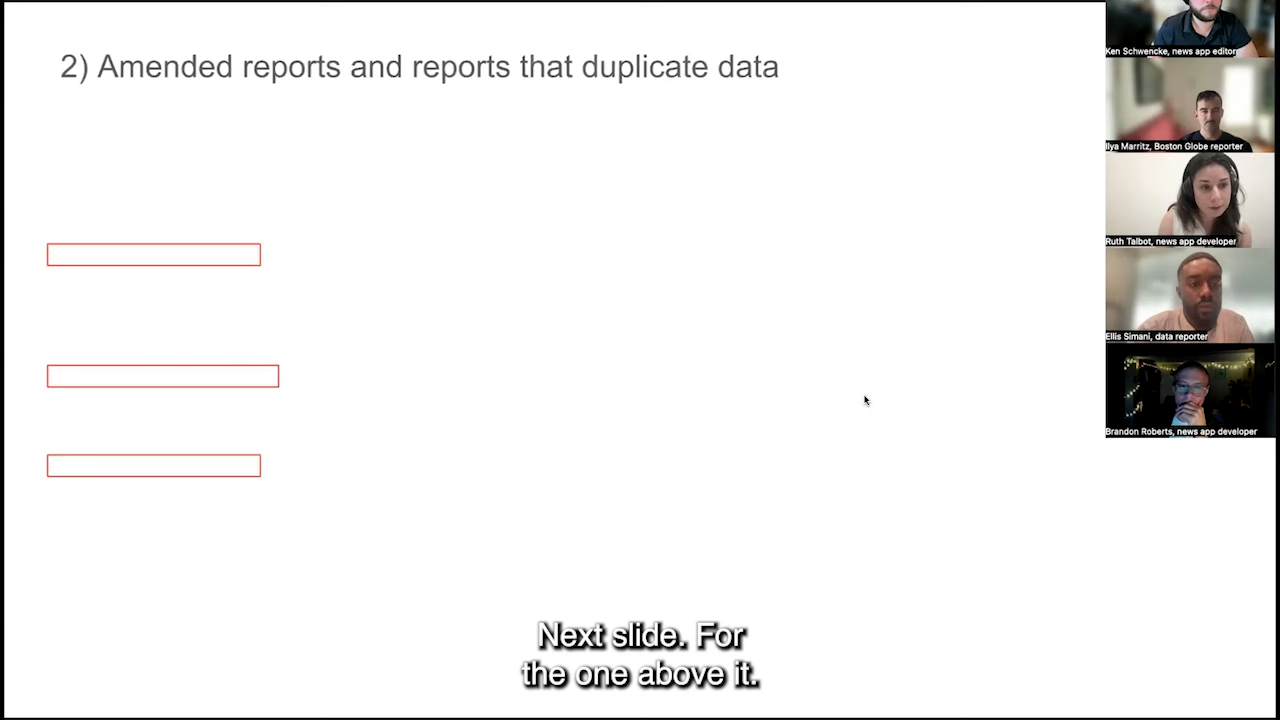 2) Amended reports and reports that duplicate data
Ken Schwencke, news app editor
Ilya Marritz, Boston Globe reporter
Ruth Talbot, news app developer
Ellis Simani, data reporter
Brandon Roberts, news app developer
Next slide. For
the one above it.